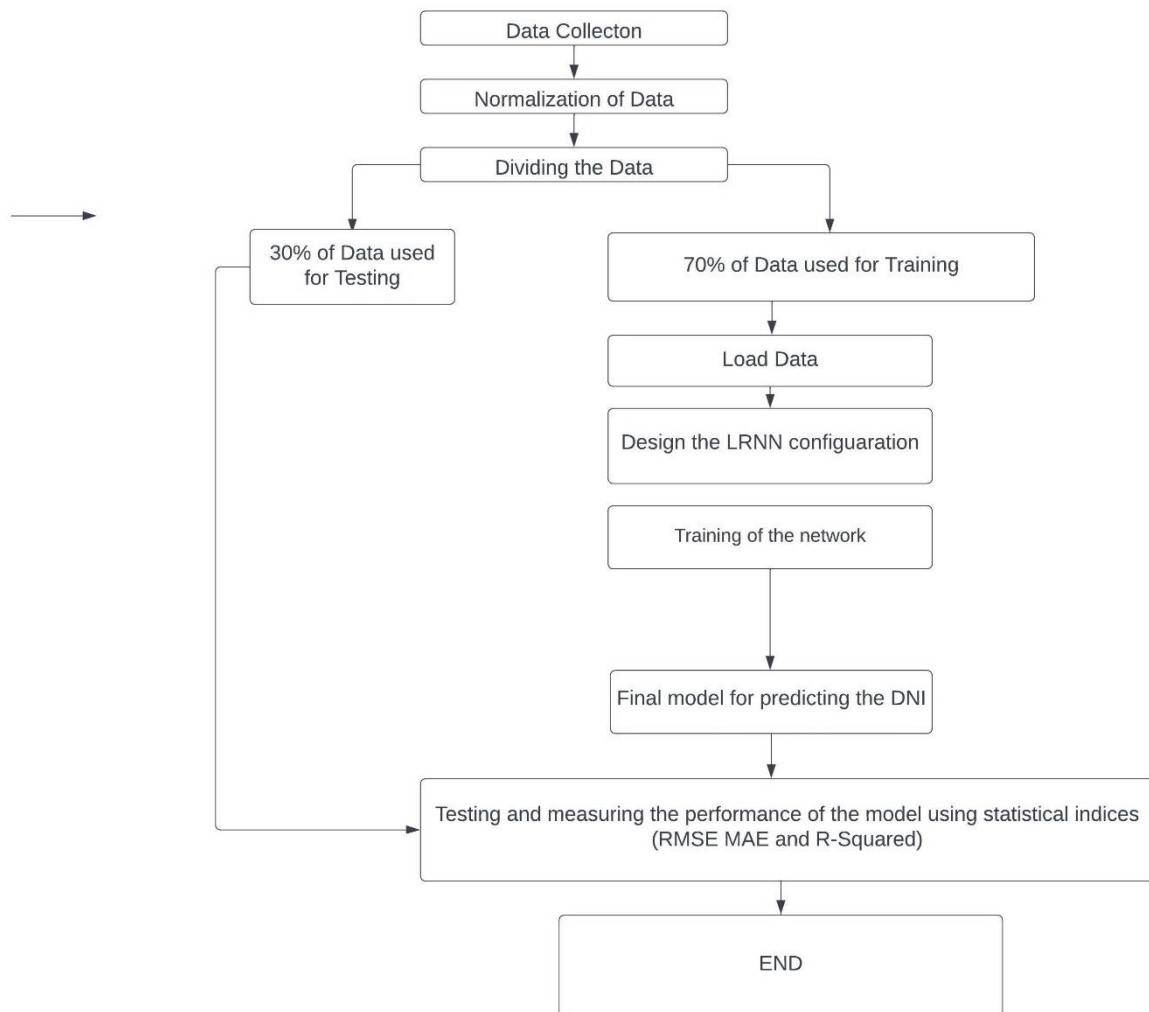 Data Collecton
Normalization of Data
Dividing the Data
30% of Data used
for Testing
70% of Data used for Training
Load Data
Design the LRNN configuaration
Training of the network
Final model for predicting the DNI
Testing and measuring the performance of the model using statistical indices
(RMSE MAE and R-Squared)
END